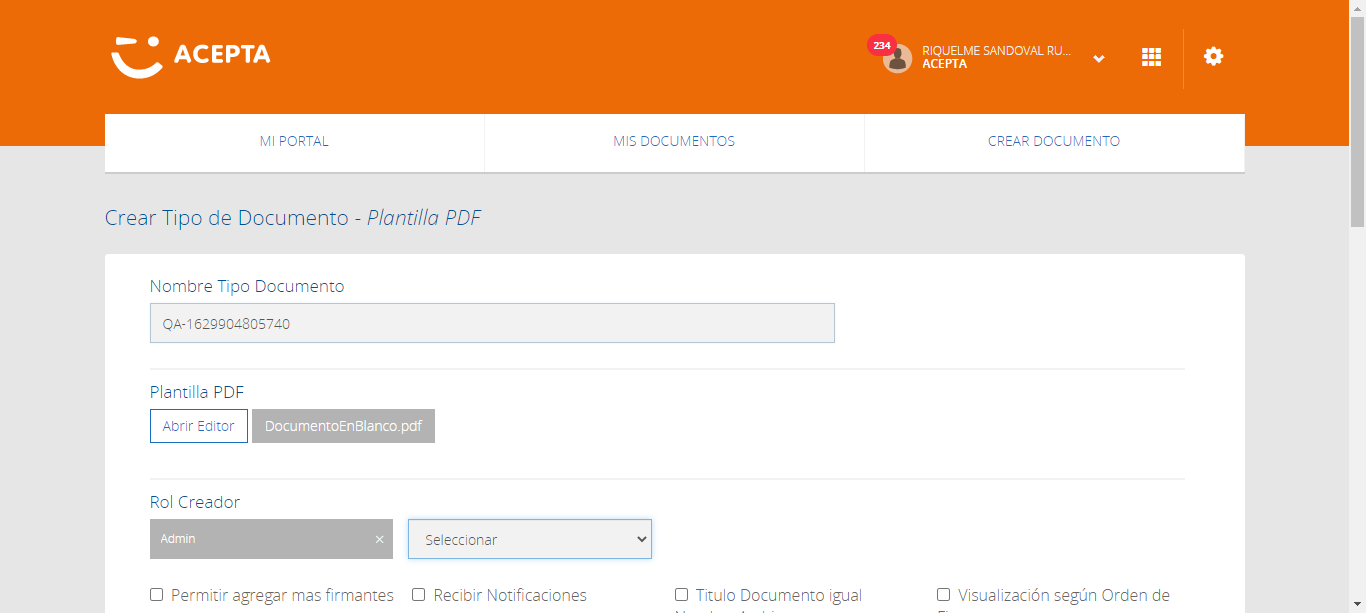 ACEPTA
234
RIQUELME SANDOVAL RU...
ACEPTA
MI PORTAL
MIS DOCUMENTOS
CREAR DOCUMENTO
Crear Tipo de Documento - Plantilla PDF
Nombre Tipo Documento
QA-1629904805740
Plantilla PDF
Abrir Editor
DocumentoEnBlanco.pdf
Rol Creador
Admin ×
Seleccionar
Permitir agregar mas firmantes
Recibir Notificaciones
Titulo Documento igual
Visualización según Orden de